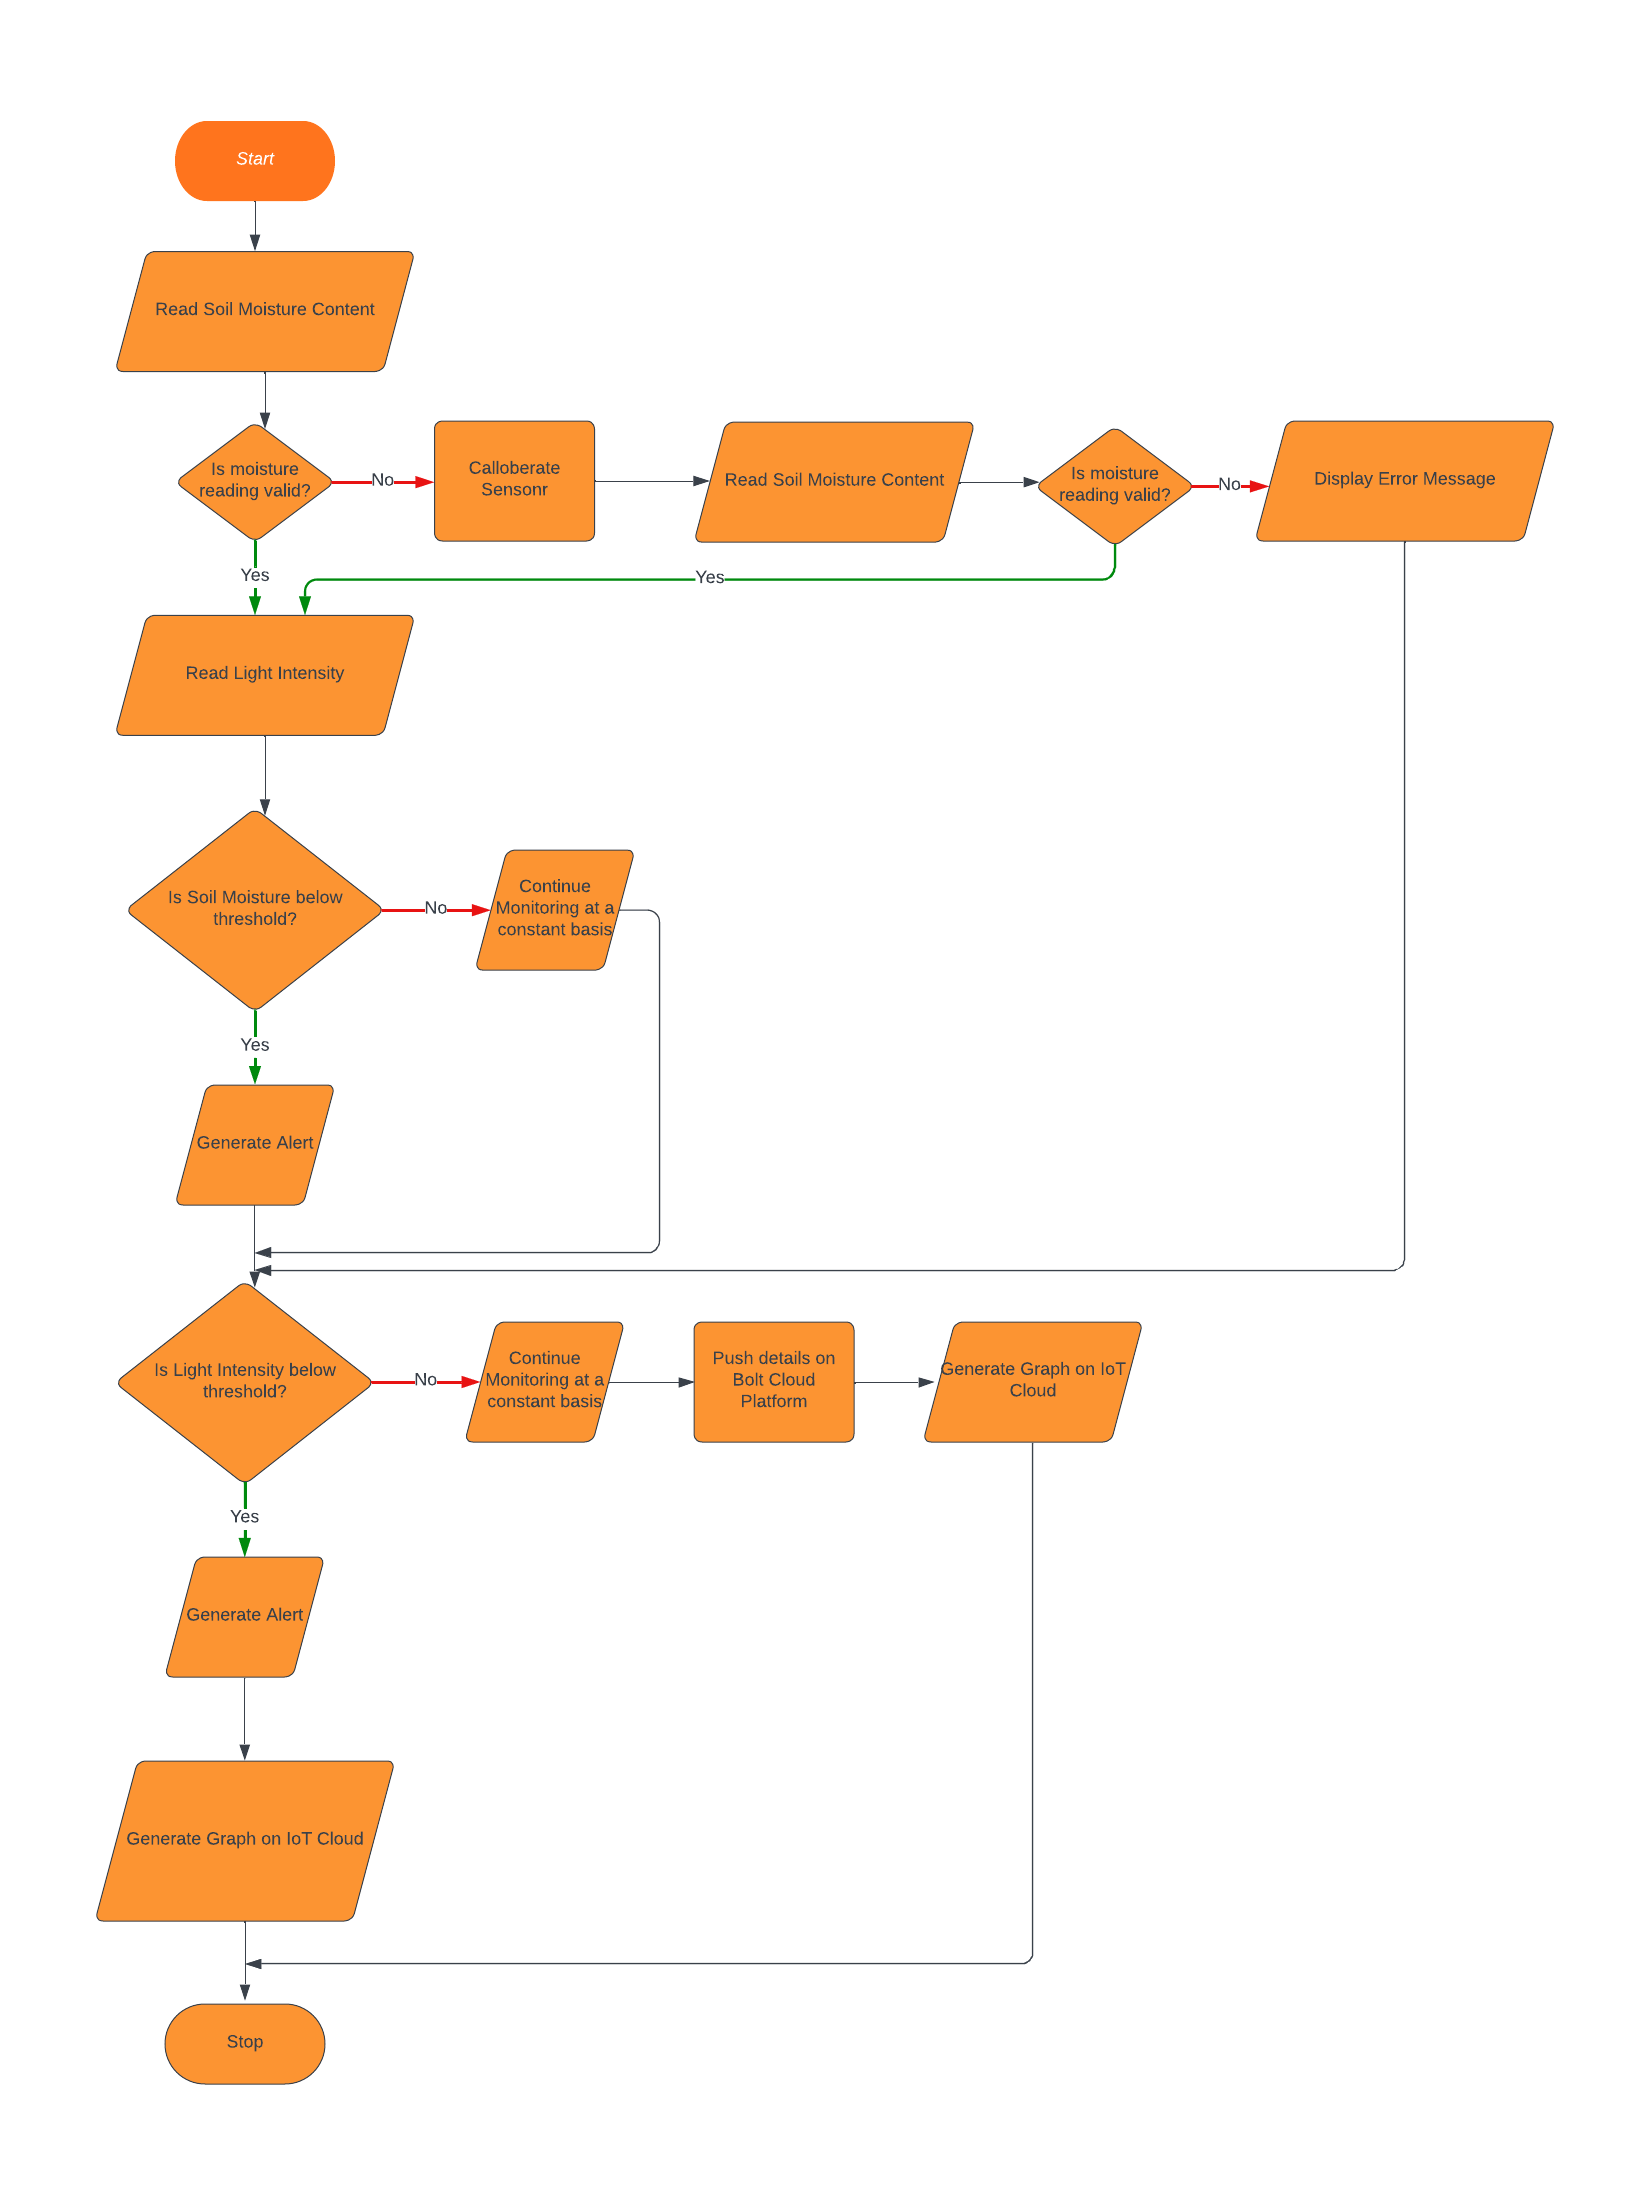 Start
Read Soil Moisture Content
Is moisture
reading valid?
No
Calloberate
Sensonr
Read Soil Moisture Content
Is moisture
reading valid?
No
Display Error Message
Yes
Yes
Read Light Intensity
Is Soil Moisture below
threshold?
No
Continue
Monitoring at a
constant basis
Yes
Generate Alert
Is Light Intensity below
threshold?
No
Continue
Monitoring at a
constant basis
Push details on
Bolt Cloud
Platform
Generate Graph on IoT
Cloud
Yes
Generate Alert
Generate Graph on IoT Cloud
Stop